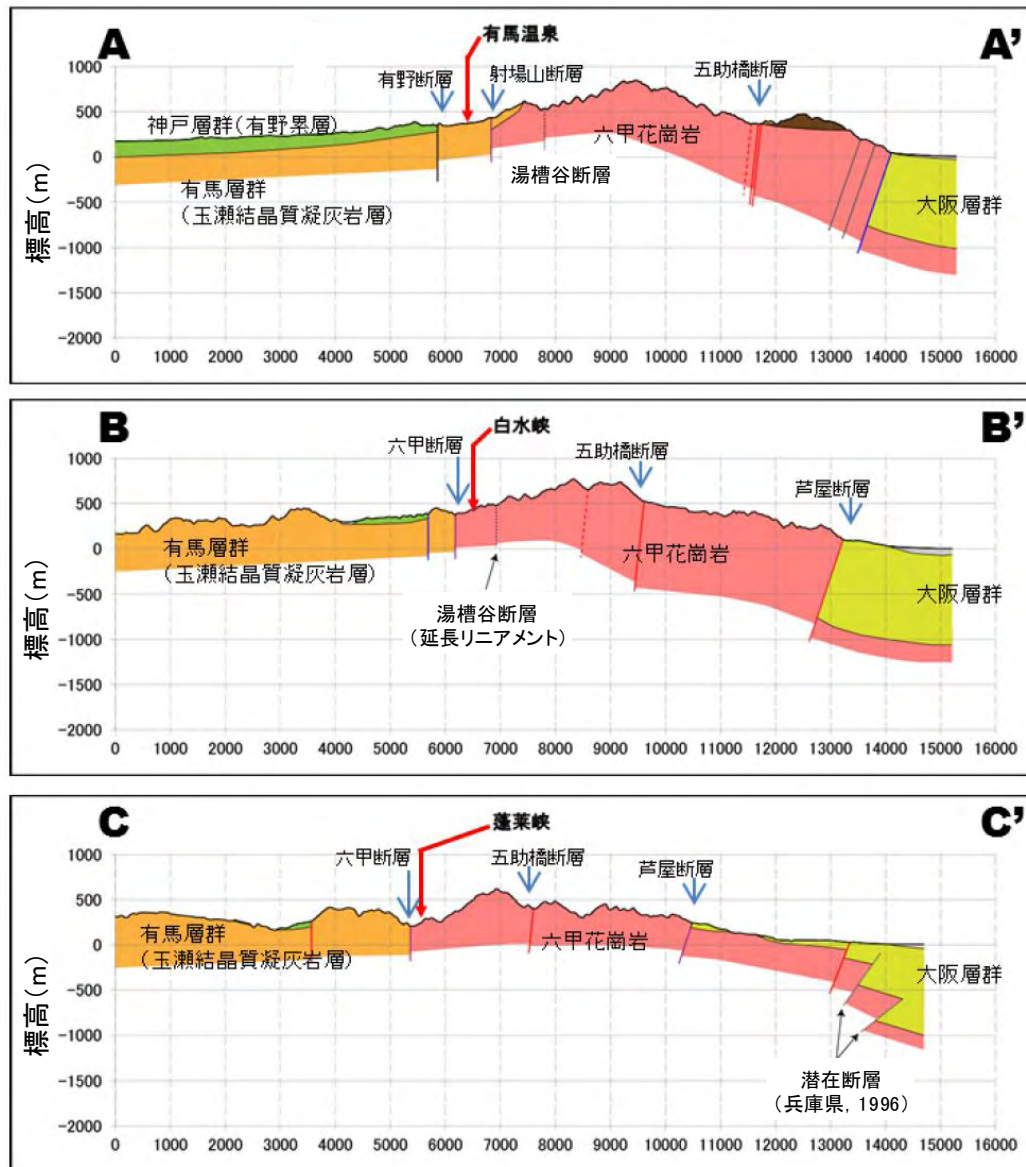 A
A’
有馬温泉
有野断層
射場山断層
五助橋断層
神戸層群(有野累層)
六甲花崗岩
湯槽谷断層
有馬層群
(玉瀬結晶質凝灰岩層)
大阪層群
標高(m)
1000
500
0
-500
-1000
-1500
-2000
0 1000 2000 3000 4000 5000 6000 7000 8000 9000 10000 11000 12000 13000 14000 15000 16000
B
B’
白水峡
六甲断層
五助橋断層
芦屋断層
有馬層群
(玉瀬結晶質凝灰岩層)
六甲花崗岩
大阪層群
湯槽谷断層
(延長リニアメント)
標高(m)
1000
500
0
-500
-1000
-1500
-2000
0 1000 2000 3000 4000 5000 6000 7000 8000 9000 10000 11000 12000 13000 14000 15000 16000
C
C’
蓬莱峡
六甲断層
五助橋断層
芦屋断層
有馬層群
(玉瀬結晶質凝灰岩層)
六甲花崗岩
大阪層群
潜在断層
(兵庫県, 1996)
標高(m)
1000
500
0
-500
-1000
-1500
-2000
0 1000 2000 3000 4000 5000 6000 7000 8000 9000 10000 11000 12000 13000 14000 15000 16000